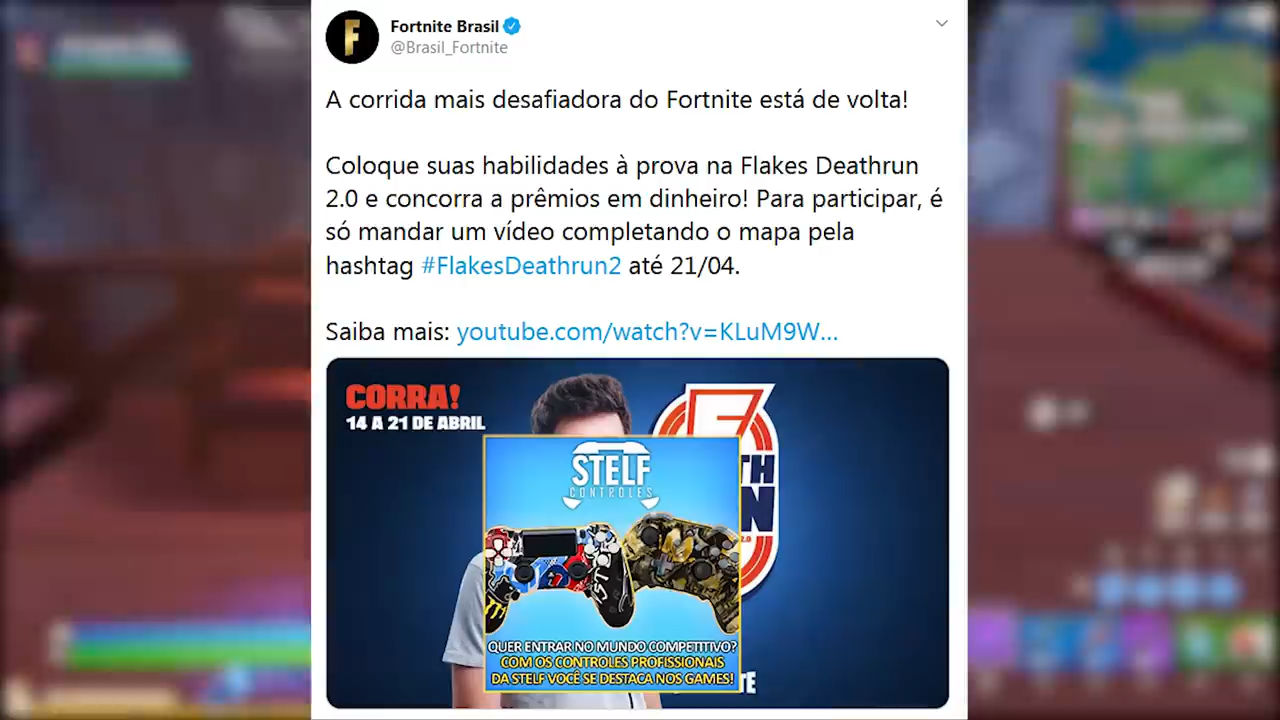 Fortnite Brasil
@Brasil_Fortnite
A corrida mais desafiadora do Fortnite está de volta!
Coloque suas habilidades à prova na Flakes Deathrun
2.0 e concorra a prêmios em dinheiro! Para participar, é
só mandar um vídeo completando o mapa pela
hashtag #FlakesDeathrun2 até 21/04.
Saiba mais: youtube.com/watch?v=KLuM9W...
CORRA!
14 A 21 DE ABRIL
STELF
CONTROLES
QUER ENTRAR NO MUNDO COMPETITIVO?
COM OS CONTROLES PROFISSIONAIS
DA STELF VOCÊ SE DESTACA NOS GAMES!